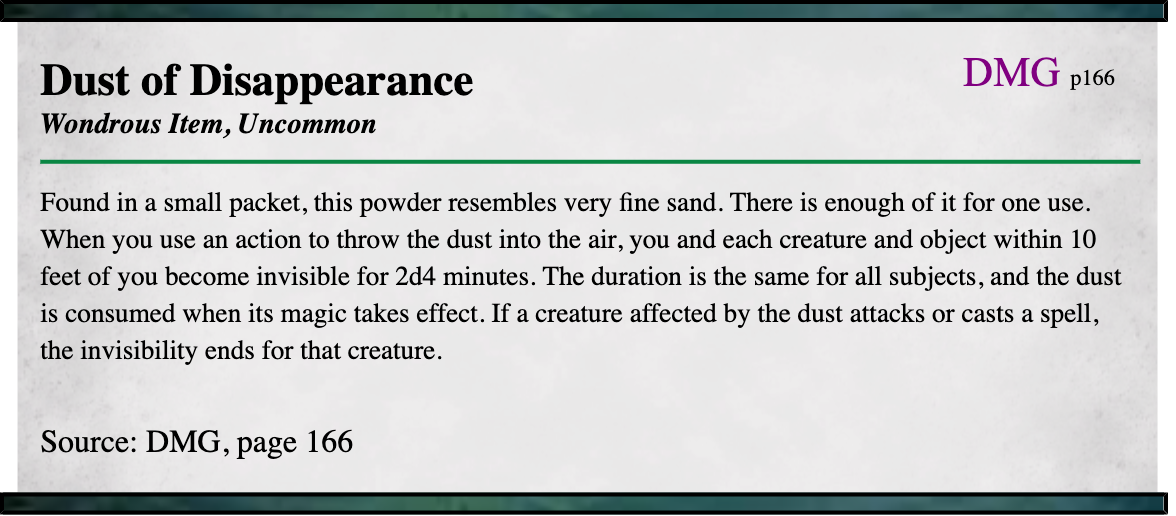 Dust of Disappearance
DMG p166
Wondrous Item, Uncommon
Found in a small packet, this powder resembles very fine sand. There is enough of it for one use.
When you use an action to throw the dust into the air, you and each creature and object within 10
feet of you become invisible for 2d4 minutes. The duration is the same for all subjects, and the dust
is consumed when its magic takes effect. If a creature affected by the dust attacks or casts a spell,
the invisibility ends for that creature.
Source: DMG, page 166